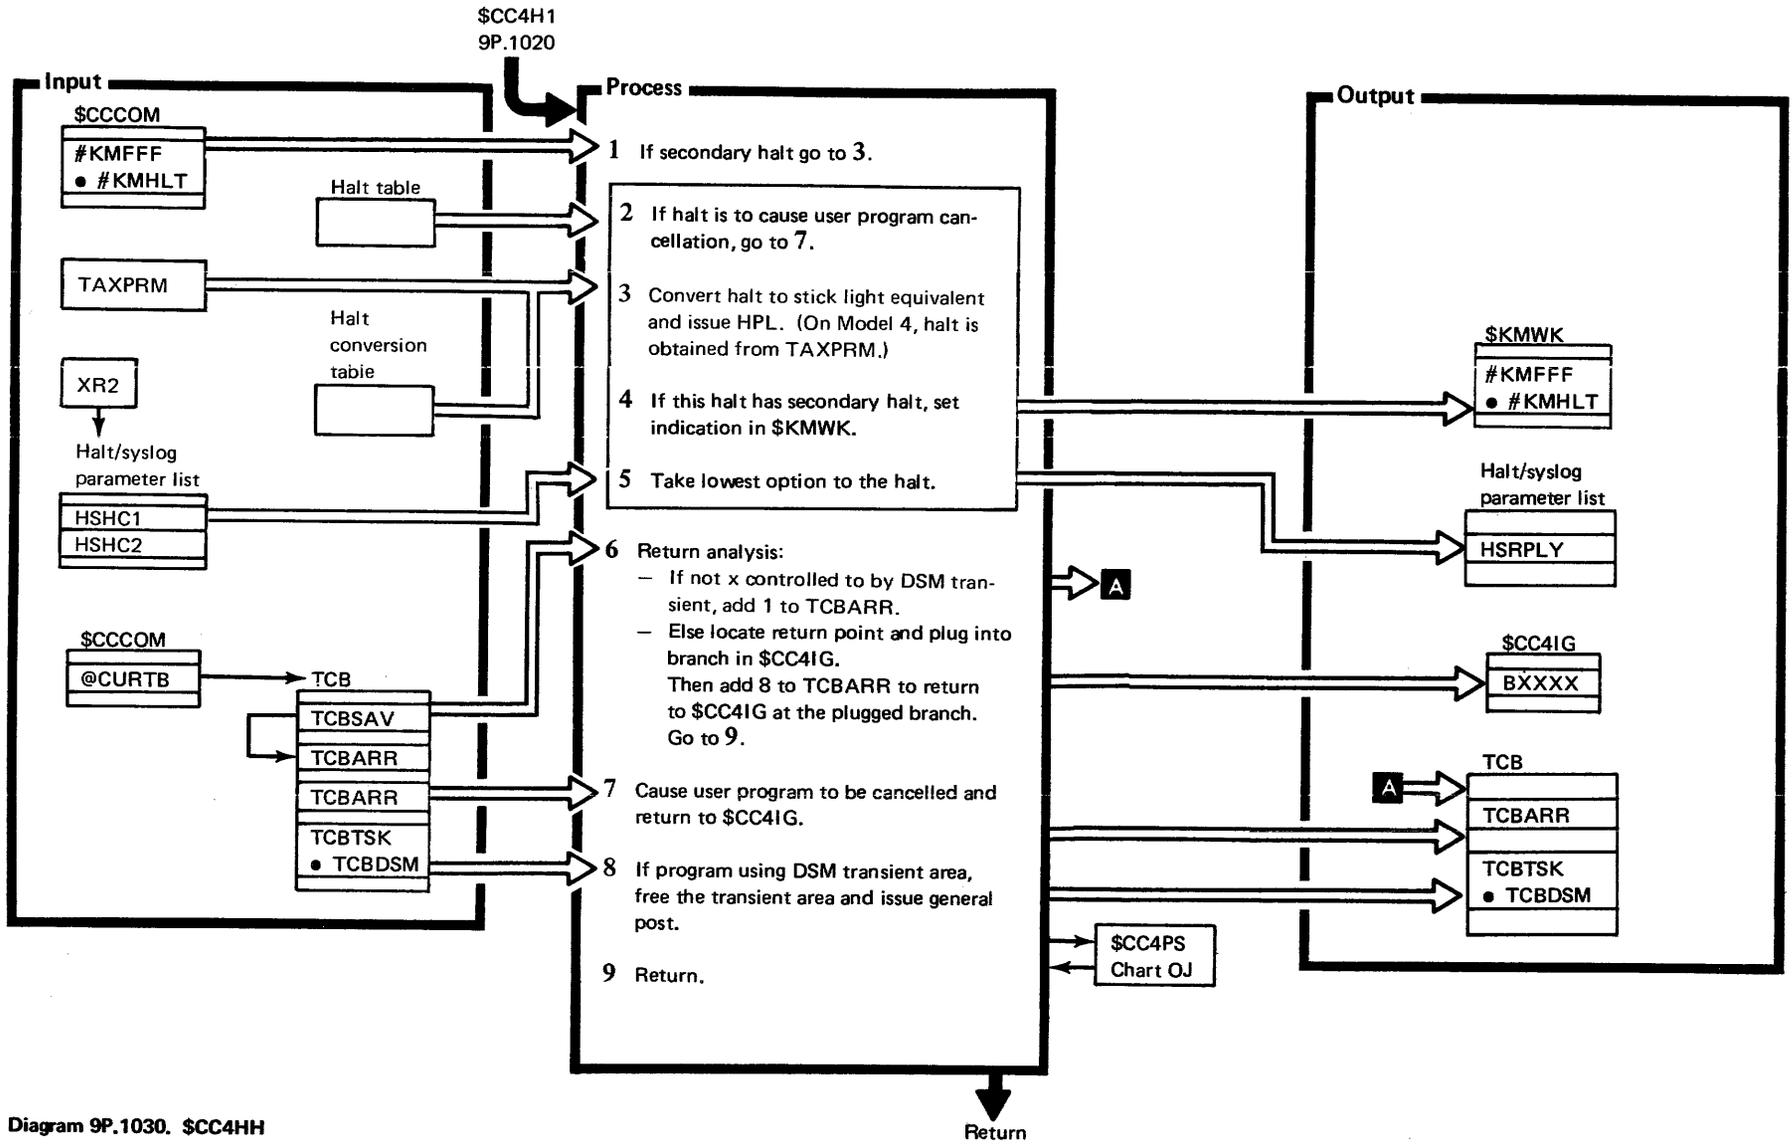 $CC4H1
9P.1020
Input
$CCCOM
#KMFFF
● #KMHLT
Halt table
TAXPRM
Halt
conversion
table
XR2
Halt/syslog
parameter list
HSHC1
HSHC2
$CCCOM
@CURTB
TCB
TCBSAV
TCBARR
TCBARR
TCBTSK
● TCBDSM
Process
1 If secondary halt go to 3.
2 If halt is to cause user program can-
cellation, go to 7.
3 Convert halt to stick light equivalent
and issue HPL. (On Model 4, halt is
obtained from TAXPRM.)
4 If this halt has secondary halt, set
indication in $KMWK.
5 Take lowest option to the halt.
6 Return analysis:
– If not x controlled to by DSM tran-
sient, add 1 to TCBARR.
– Else locate return point and plug into
branch in $CC4IG.
Then add 8 to TCBARR to return
to $CC4IG at the plugged branch.
Go to 9.
7 Cause user program to be cancelled and
return to $CC4IG.
8 If program using DSM transient area,
free the transient area and issue general
post.
9 Return.
A
$CC4PS
Chart OJ
Return
Output
$KMWK
#KMFFF
● #KMHLT
Halt/syslog
parameter list
HSRPLY
$CC4IG
BXXXX
TCB
A
TCBARR
TCBTSK
● TCBDSM
Diagram 9P.1030. $CC4HH